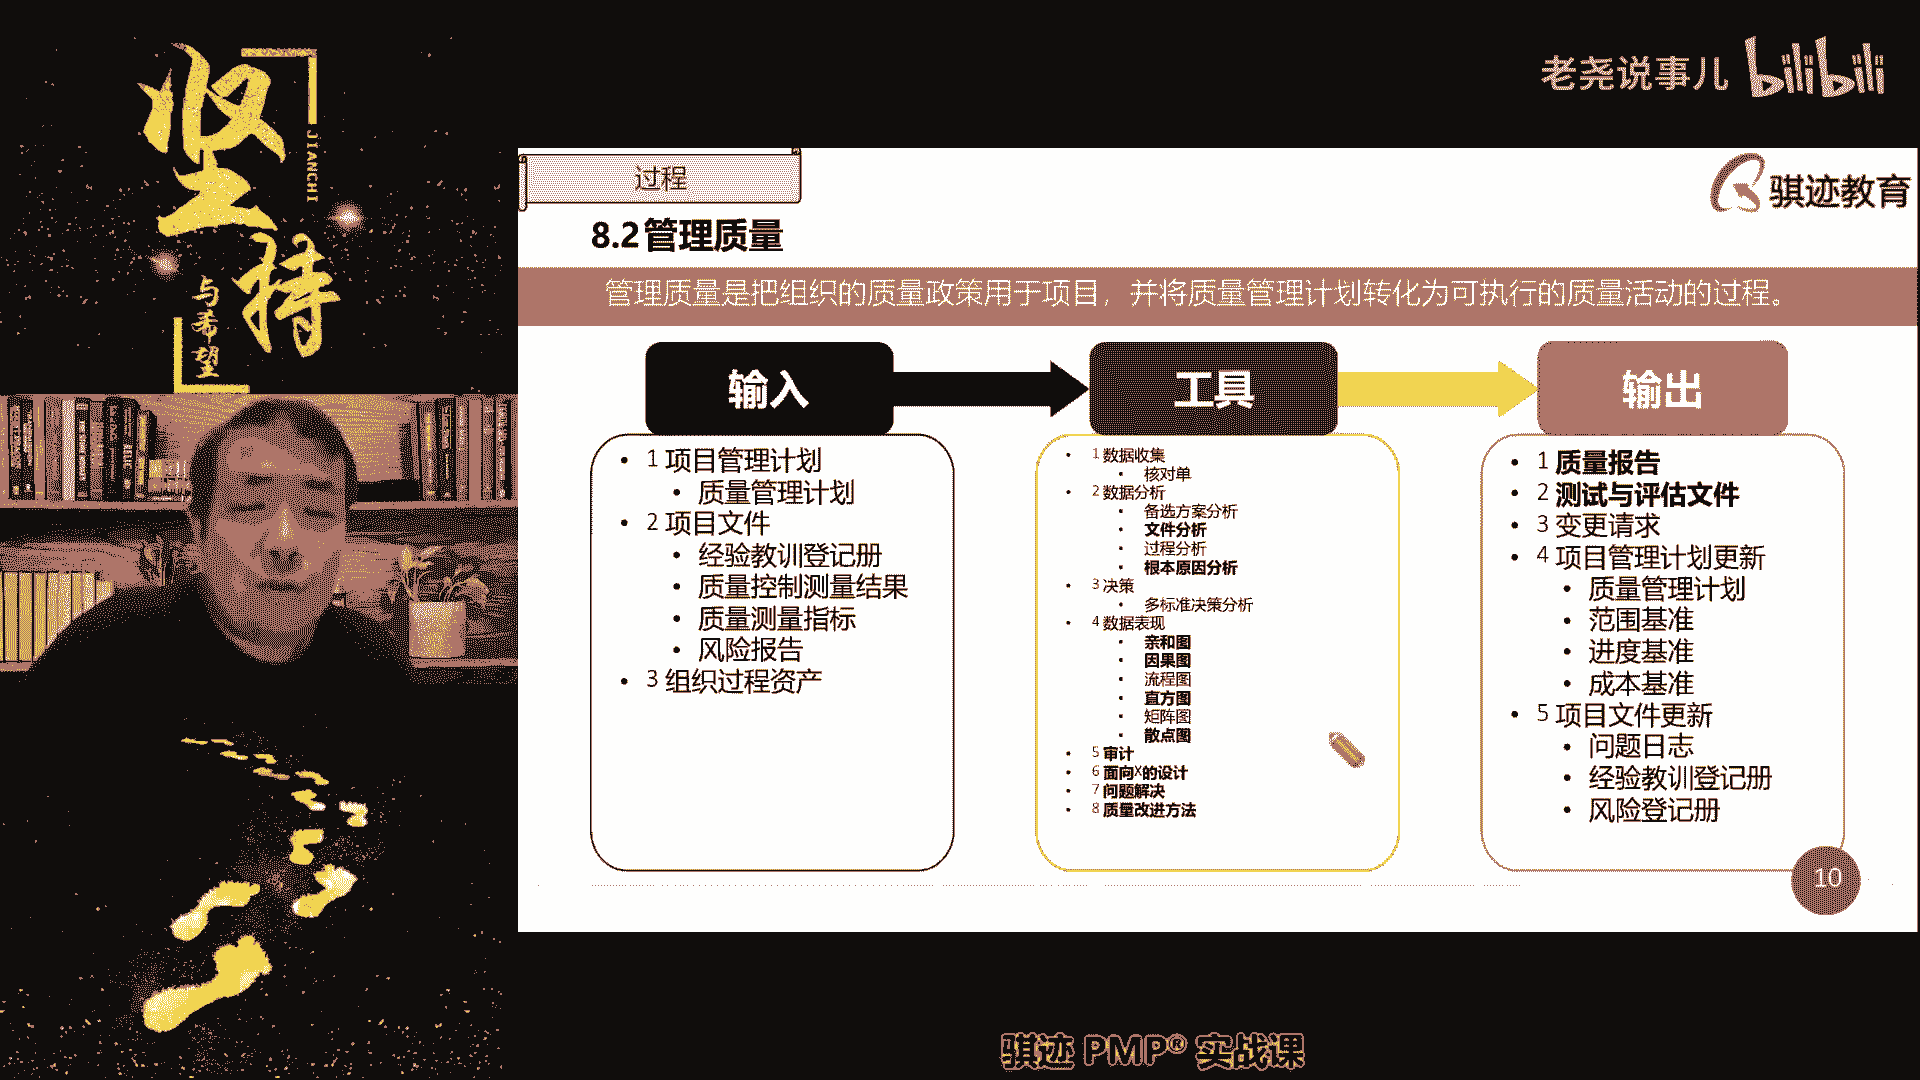 坚
持
JIANCHI
与希望
老尧说事儿 bilibili
过程
骐迹教育
8.2管理质量
管理质量是把组织的质量政策用于项目，并将质量管理计划转化为可执行的质量活动的过程。
输入
• 1 项目管理计划
• 质量管理计划
• 2 项目文件
• 经验教训登记册
• 质量控制测量结果
• 质量测量指标
• 风险报告
• 3 组织过程资产
工具
• 1 数据收集
• 核对单
• 2 数据分析
• 备选方案分析
• 文件分析
• 过程分析
• 根本原因分析
• 3 决策
• 多标准决策分析
• 4 数据表现
• 亲和图
• 因果图
• 流程图
• 直方图
• 矩阵图
• 散点图
• 5 审计
• 6 面向X的设计
• 7 问题解决
• 8 质量改进方法
输出
• 1 质量报告
• 2 测试与评估文件
• 3 变更请求
• 4 项目管理计划更新
• 质量管理计划
• 范围基准
• 进度基准
• 成本基准
• 5 项目文件更新
• 问题日志
• 经验教训登记册
• 风险登记册
10
骐迹 PMP® 实战课